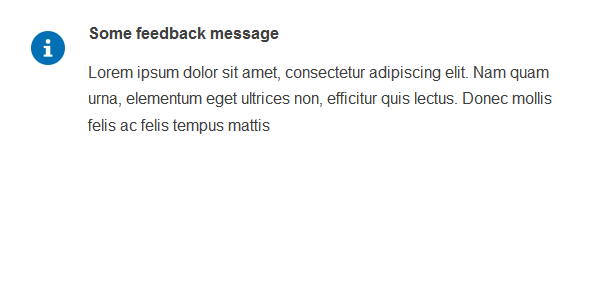 Some feedback message
Lorem ipsum dolor sit amet, consectetur adipiscing elit. Nam quam
urna, elementum eget ultrices non, efficitur quis lectus. Donec mollis
felis ac felis tempus mattis